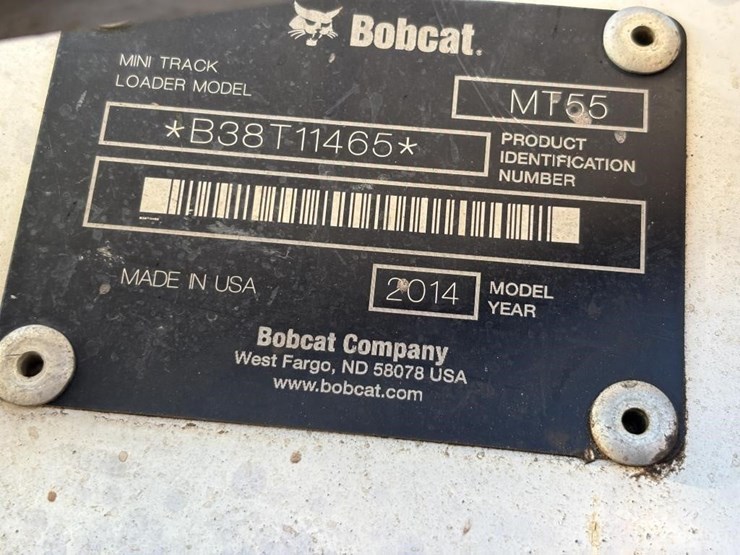 Bobcat.
MINI TRACK
LOADER MODEL
MT55
*B38T11465*
PRODUCT
IDENTIFICATION
NUMBER
MADE IN USA
2014
MODEL
YEAR
Bobcat Company
West Fargo, ND 58078 USA
www.bobcat.com